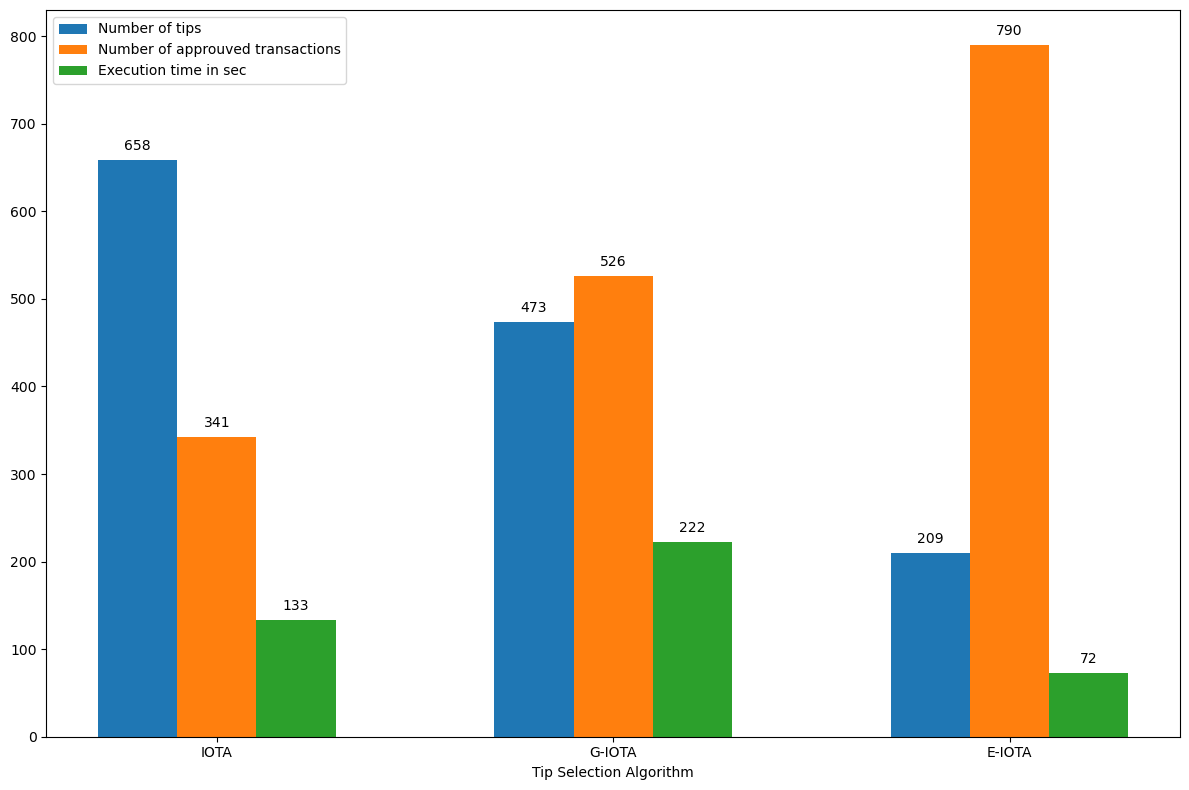 Number of tips
Number of approuved transactions
Execution time in sec
800
700
600
500
400
300
200
100
0
658
341
133
473
526
222
209
790
72
IOTA
G-IOTA
E-IOTA
Tip Selection Algorithm